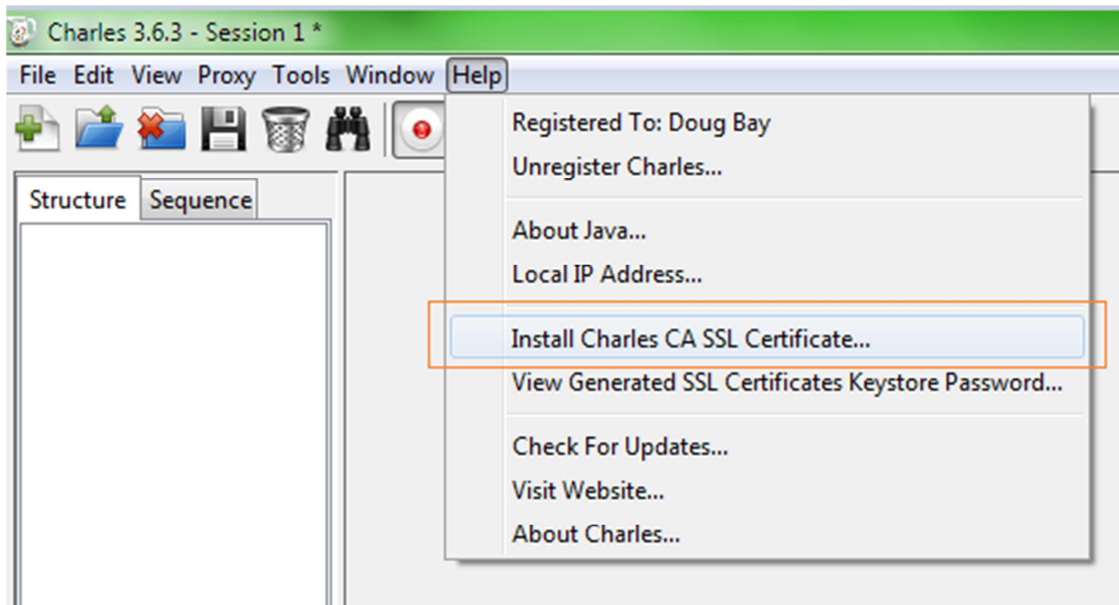 Charles 3.6.3 - Session 1 *
File Edit View Proxy Tools Window Help
Registered To: Doug Bay
Unregister Charles...
Structure Sequence
About Java...
Local IP Address...
Install Charles CA SSL Certificate...
View Generated SSL Certificates Keystore Password...
Check For Updates...
Visit Website...
About Charles...